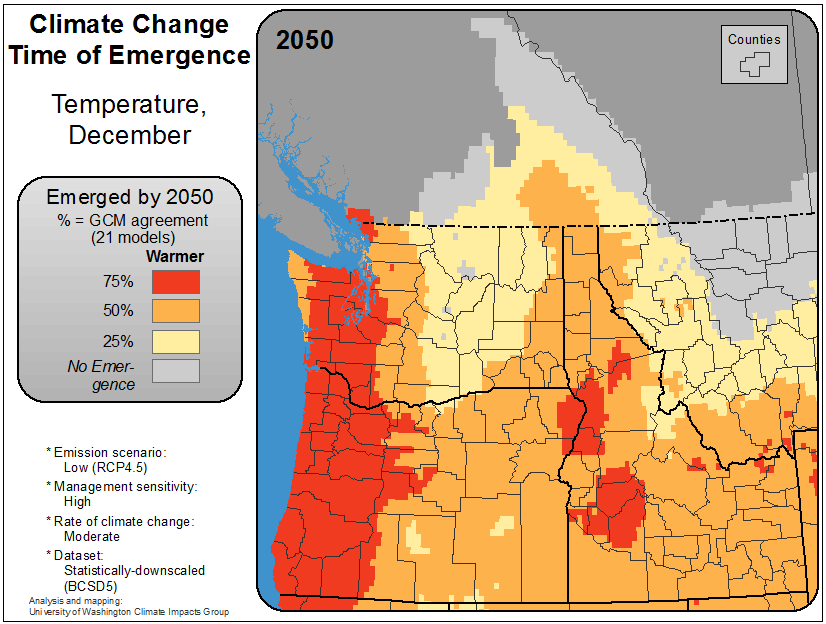 Climate Change
Time of Emergence
Temperature,
December
Emerged by 2050
% = GCM agreement
(21 models)
Warmer
75%
50%
25%
No Emer-
gence
* Emission scenario:
Low (RCP4.5)
* Management sensitivity:
High
* Rate of climate change:
Moderate
* Dataset:
Statistically-downscaled
(BCSD5)
Analysis and mapping:
University of Washington Climate Impacts Group
2050
Counties